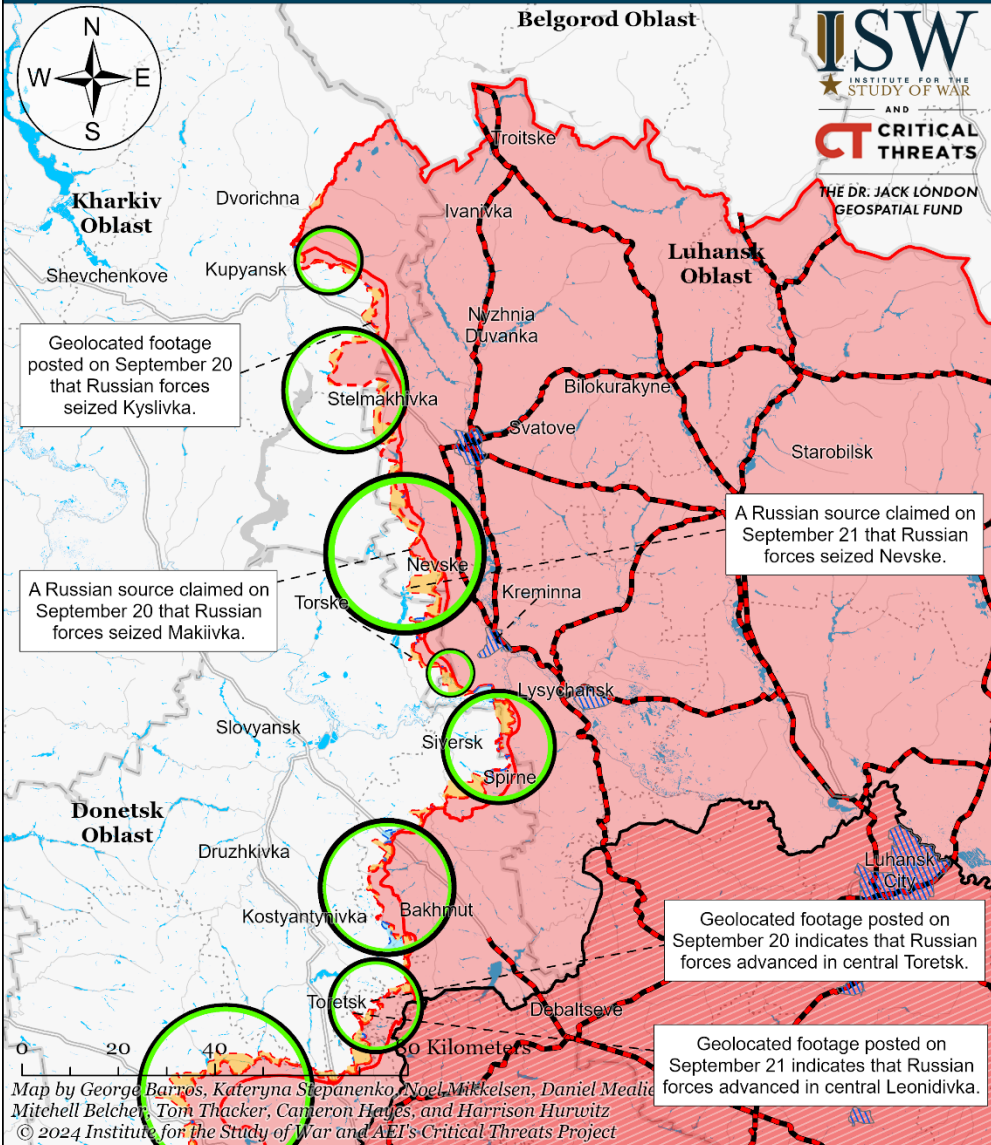 Belgorod Oblast
N
W
E
S
ISW
INSTITUTE FOR THE
STUDY OF WAR
AND
CT CRITICAL
THREATS
THE DR. JACK LONDON
GEOSPATIAL FUND
Troitske
Dvorichna
Kharkiv
Oblast
Ivanivka
Luhansk
Oblast
Shevchenkove
Kupyansk
Nyzhnia
Duvanka
Geolocated footage
posted on September 20
that Russian forces
seized Kyslivka.
Stelmakhivka
Bilokurakyne
Svatove
Starobilsk
A Russian source claimed on
September 21 that Russian
forces seized Nevske.
Nevske
A Russian source claimed on
September 20 that Russian
forces seized Makiivka.
Torske
Kreminna
Lysychansk
Slovyansk
Siversk
Spirne
Donetsk
Oblast
Druzhkivka
Luhansk
City
Kostyantynivka
Bakhmut
Geolocated footage posted on
September 20 indicates that Russian
forces advanced in central Toretsk.
Toretsk
Debaltseve
Geolocated footage posted on
September 21 indicates that Russian
forces advanced in central Leonidivka.
0
20
40
80 Kilometers
Map by George Barros, Kateryna Stepanenko, Noel Mikkelsen, Daniel Mealie
Mitchell Belcher, Tom Thacker, Cameron Hayes, and Harrison Hurwitz
© 2024 Institute for the Study of War and AEI's Critical Threats Project